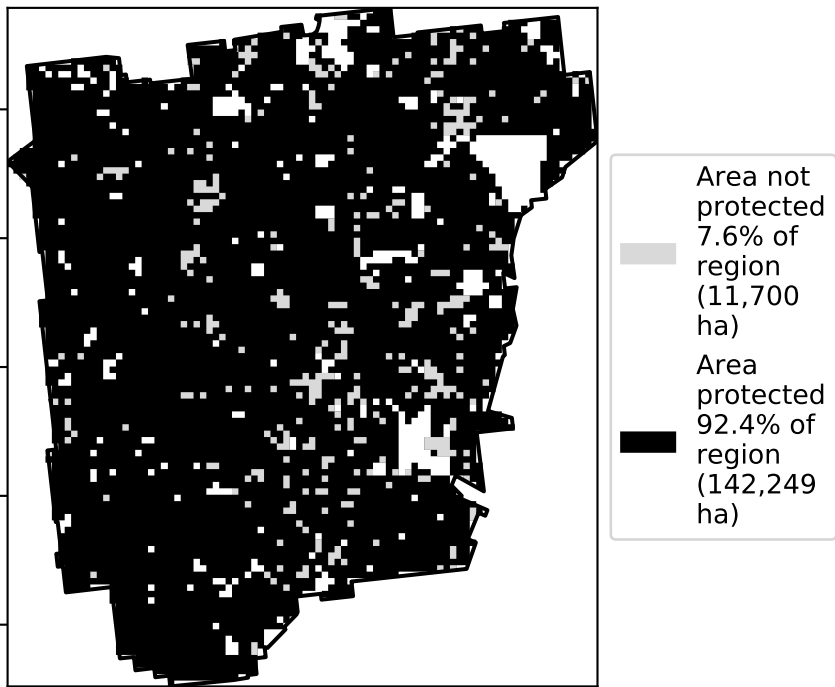 Area not
protected
7.6% of
region
(11,700
ha)
Area
protected
92.4% of
region
(142,249
ha)